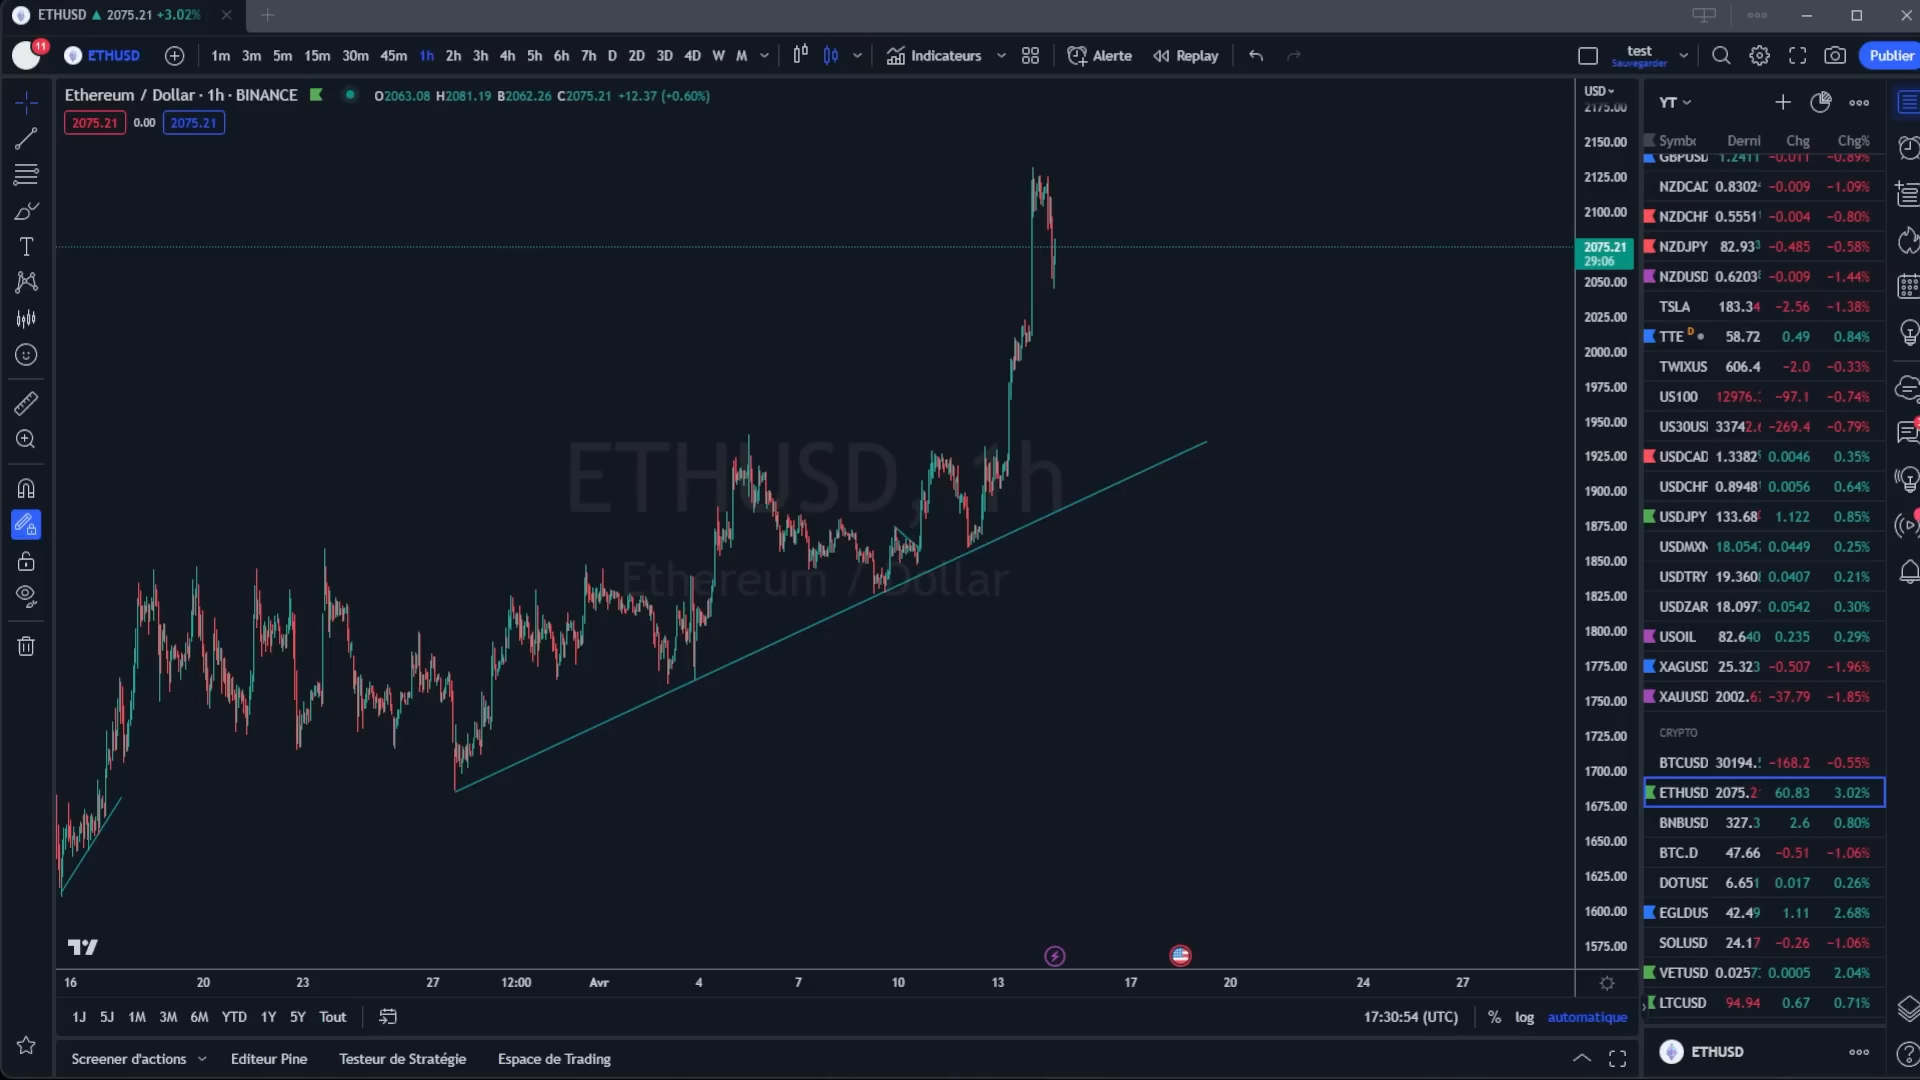 ETHUSD ▲ 2075.21 +3.02%
11
ETHUSD 1m 3m 5m 15m 30m 45m 1h 2h 3h 4h 5h 6h 7h D 2D 3D 4D W M Indicateurs Alerte Replay test Publier
Sauvegarder
Ethereum / Dollar · 1h · BINANCE O2063.08 H2081.19 B2062.26 C2075.21 +12.37 (+0.60%)
2075.21 0.00 2075.21
ETHUSD, 1h
Ethereum / Dollar
USD
2175.00
2150.00
2125.00
2100.00
2075.21
29:06
2050.00
2025.00
2000.00
1975.00
1950.00
1925.00
1900.00
1875.00
1850.00
1825.00
1800.00
1775.00
1750.00
1725.00
1700.00
1675.00
1650.00
1625.00
1600.00
1575.00
16 20 23 27 12:00 Avr 4 7 10 13 17 20 24 27
1J 5J 1M 3M 6M YTD 1Y 5Y Tout 17:30:54 (UTC) % log automatique
Screener d'actions Editeur Pine Testeur de Stratégie Espace de Trading
YT
Symbo Derni Chg Chg%
GBPUSD 1.2411 −0.011 −0.89%
NZDCAD 0.8302 −0.009 −1.09%
NZDCHF 0.5551 −0.004 −0.80%
NZDJPY 82.933 −0.485 −0.58%
NZDUSD 0.6203 −0.009 −1.44%
TSLA 183.34 −2.56 −1.38%
TTE D 58.72 0.49 0.84%
TWIXUS 606.4 −2.0 −0.33%
US100 12976. −97.1 −0.74%
US30USD 33742.6 −269.4 −0.79%
USDCAD 1.3382 0.0046 0.35%
USDCHF 0.8948 0.0056 0.64%
USDJPY 133.68 1.122 0.85%
USDMXN 18.054 0.0449 0.25%
USDTRY 19.360 0.0407 0.21%
USDZAR 18.097 0.0542 0.30%
USOIL 82.640 0.235 0.29%
XAGUSD 25.323 −0.507 −1.96%
XAUUSD 2002.6 −37.79 −1.85%
CRYPTO
BTCUSD 30194. −168.2 −0.55%
ETHUSD 2075.2 60.83 3.02%
BNBUSD 327.3 2.6 0.80%
BTC.D 47.66 −0.51 −1.06%
DOTUSD 6.651 0.017 0.26%
EGLDUS 42.49 1.11 2.68%
SOLUSD 24.17 −0.26 −1.06%
VETUSD 0.0257 0.0005 2.04%
LTCUSD 94.94 0.67 0.71%
ETHUSD